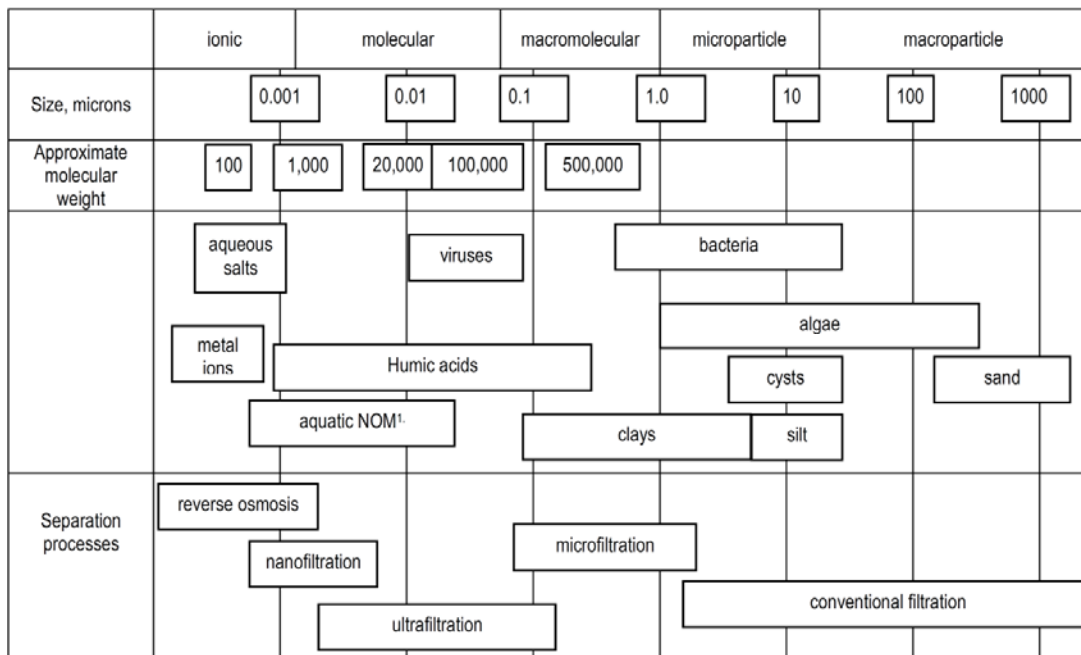 ionic molecular macromolecular microparticle macroparticle
Size, microns 0.001 0.01 0.1 1.0 10 100 1000
Approximate
molecular
weight
100 1,000 20,000 100,000 500,000
aqueous
salts
viruses
bacteria
algae
metal
ions
Humic acids
cysts
sand
aquatic NOM¹·
clays
silt
Separation
processes
reverse osmosis
nanofiltration
microfiltration
ultrafiltration
conventional filtration